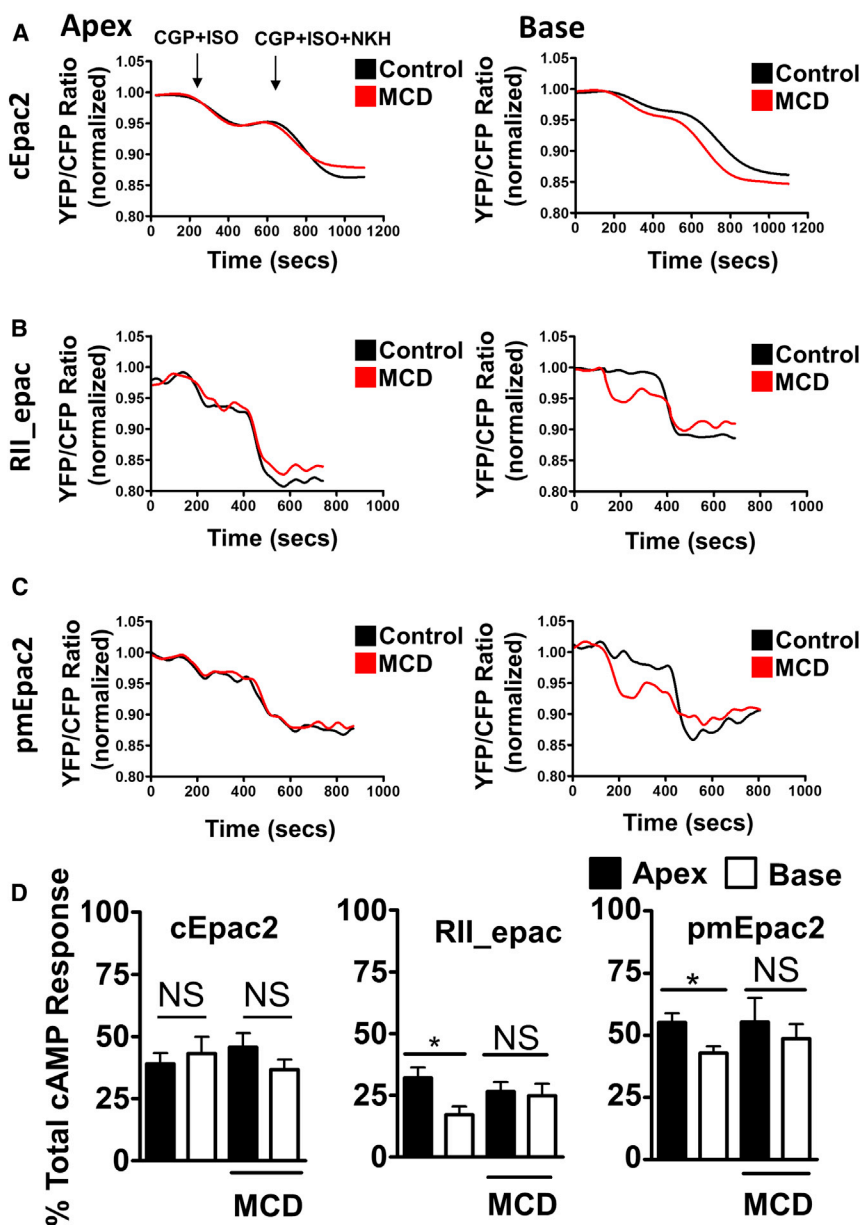 A
Apex
Base
CGP+ISO
CGP+ISO+NKH
cEpac2
YFP/CFP Ratio
(normalized)
1.05
1.00
0.95
0.90
0.85
0.80
0 200 400 600 800 1000 1200
Time (secs)
Control
MCD
YFP/CFP Ratio
(normalized)
1.05
1.00
0.95
0.90
0.85
0.80
0 200 400 600 800 1000 1200
Time (secs)
Control
MCD
B
RII_epac
YFP/CFP Ratio
(normalized)
1.05
1.00
0.95
0.90
0.85
0.80
0 200 400 600 800 1000
Time (secs)
Control
MCD
YFP/CFP Ratio
(normalized)
1.05
1.00
0.95
0.90
0.85
0.80
0 200 400 600 800 1000
Time (secs)
Control
MCD
C
pmEpac2
YFP/CFP Ratio
(normalized)
1.05
1.00
0.95
0.90
0.85
0.80
0 200 400 600 800 1000
Time (secs)
Control
MCD
YFP/CFP Ratio
(normalized)
1.05
1.00
0.95
0.90
0.85
0.80
0 200 400 600 800 1000
Time (secs)
Control
MCD
Apex Base
D
% Total cAMP Response
100
75
50
25
0
cEpac2
NS NS
MCD
100
75
50
25
0
RII_epac
* NS
MCD
100
75
50
25
0
pmEpac2
* NS
MCD